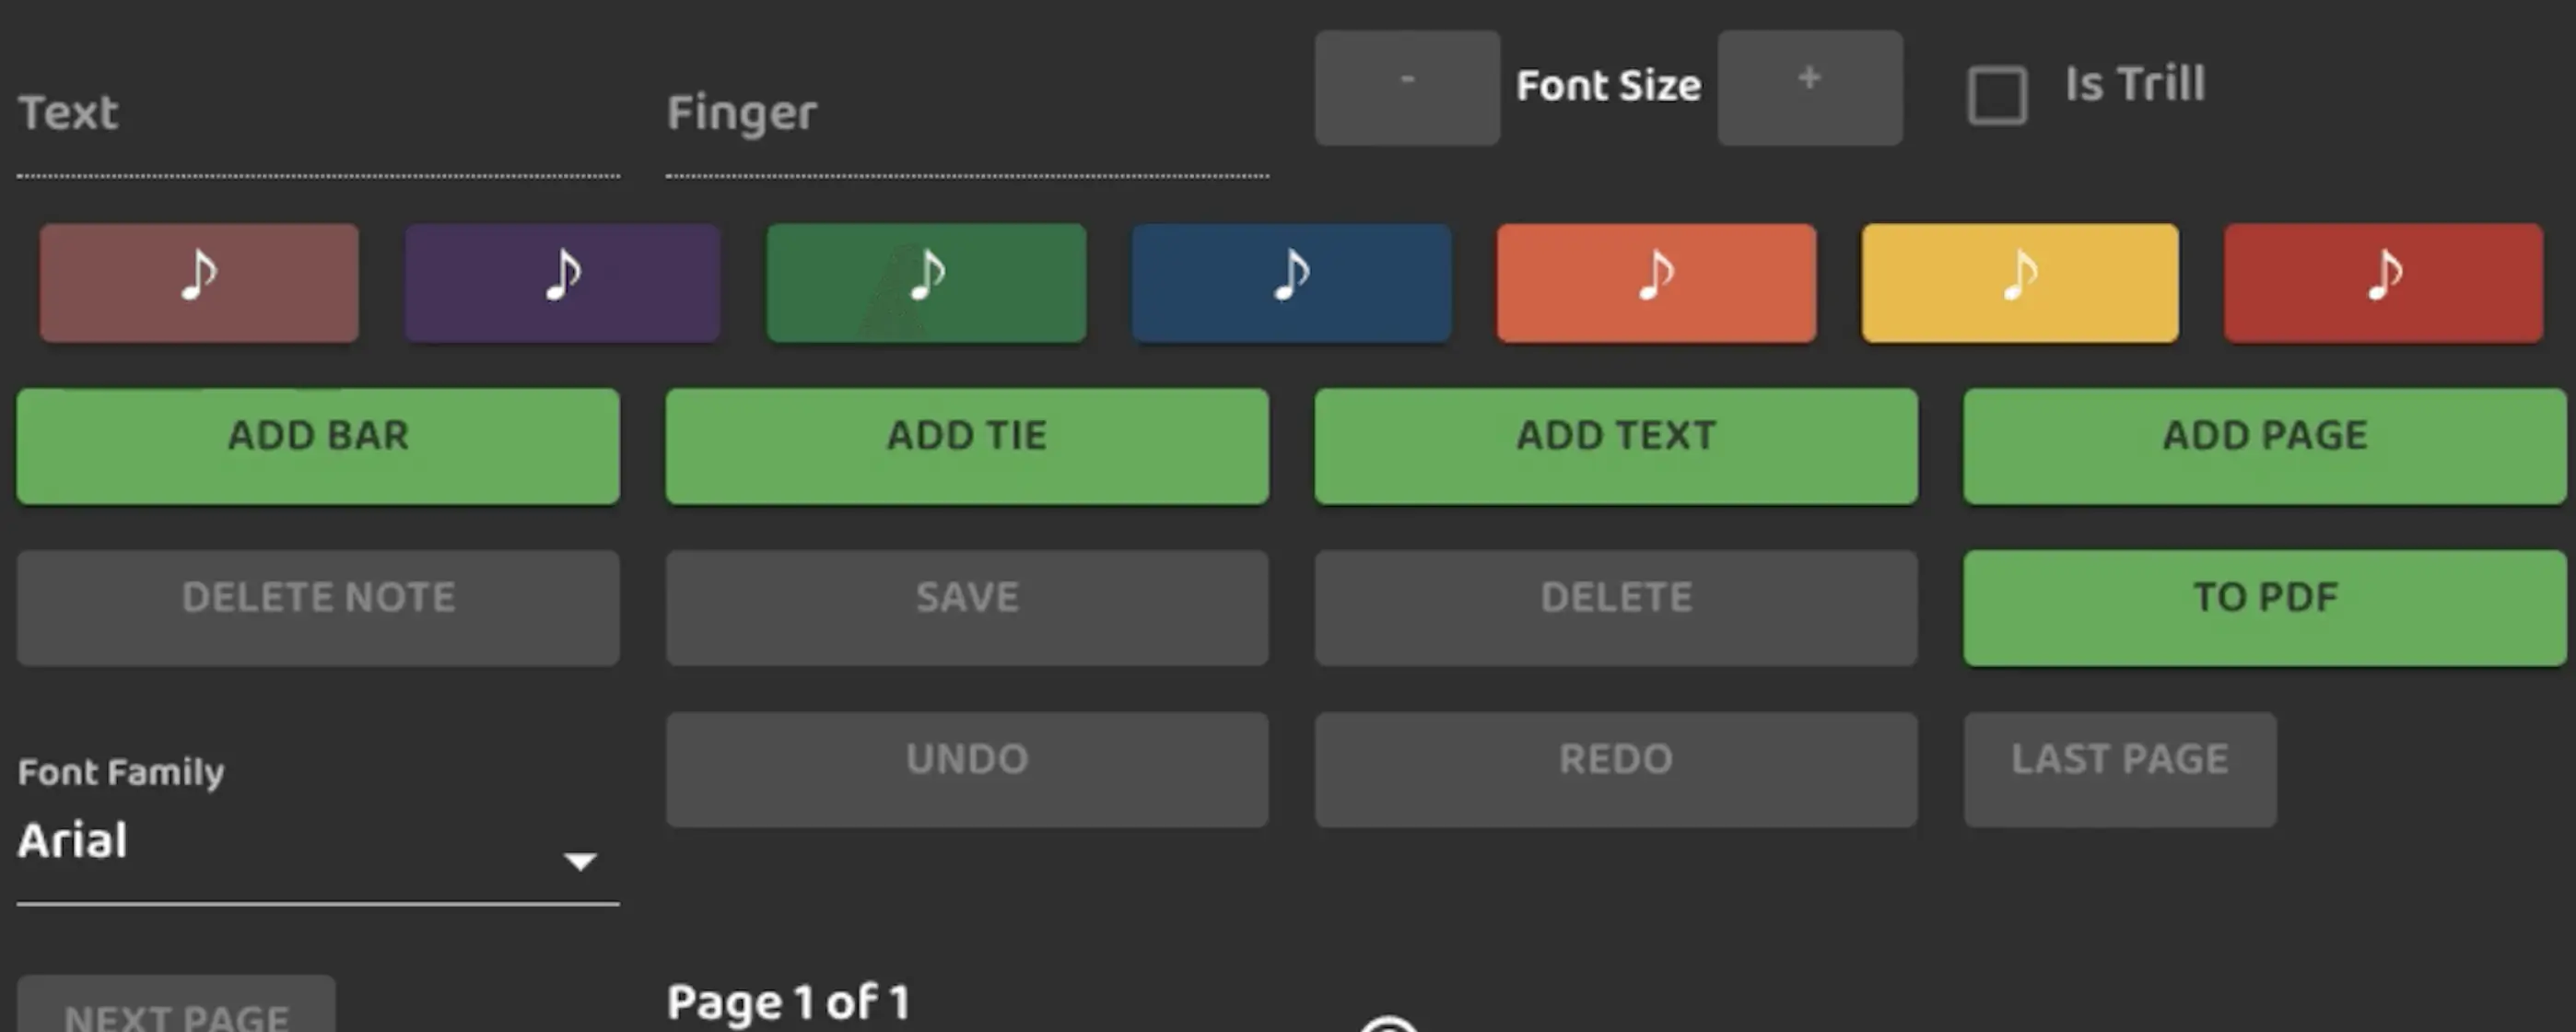 - Font Size + Is Trill
Text Finger
ADD BAR ADD TIE ADD TEXT ADD PAGE
DELETE NOTE SAVE DELETE TO PDF
UNDO REDO LAST PAGE
Font Family
Arial
NEXT PAGE Page 1 of 1